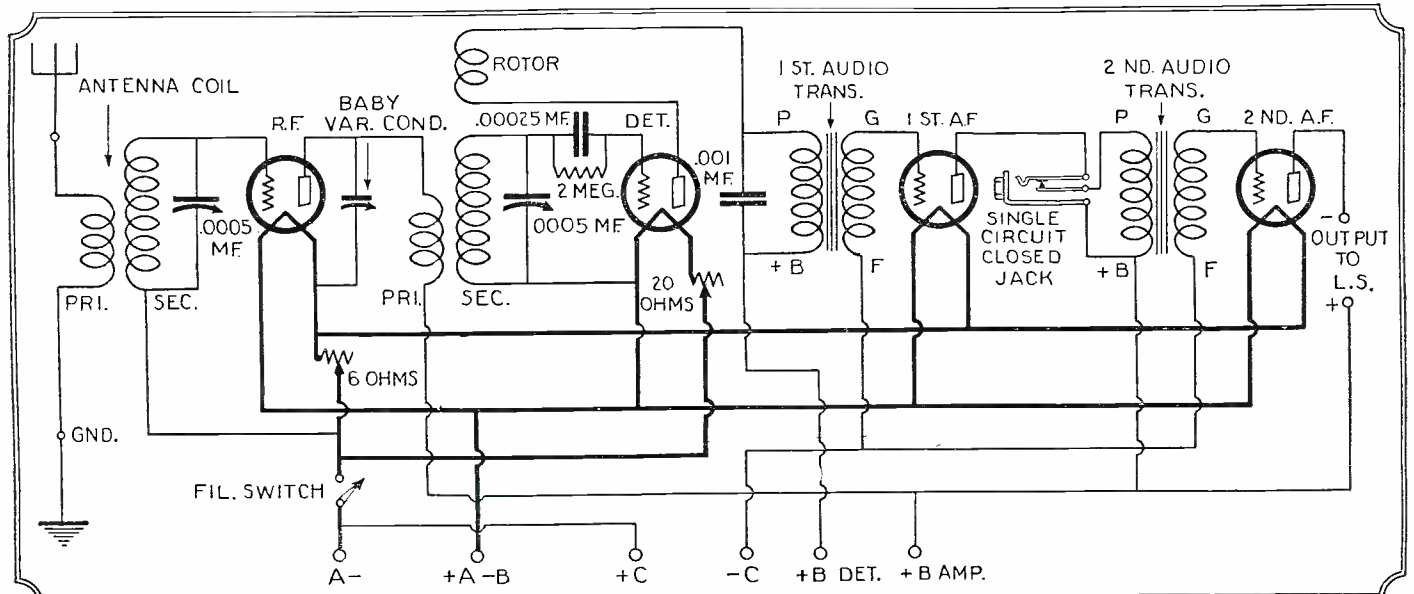 ANTENNA COIL
R.F.
BABY
VAR. COND.
ROTOR
.00025 MF.
DET.
2 MEG.
.0005
MF.
.0005 MF.
.001
MF.
1 ST. AUDIO
TRANS.
P
G
1 ST. A.F.
2 ND. AUDIO
TRANS.
P
G
2 ND. A.F.
PRI.
SEC.
PRI.
SEC.
20
OHMS
+ B
F
SINGLE
CIRCUIT
CLOSED
JACK
+ B
F
-
OUTPUT
TO
L.S.
+
6 OHMS
GND.
FIL. SWITCH
A-
+A -B
+C
-C
+B DET.
+B AMP.